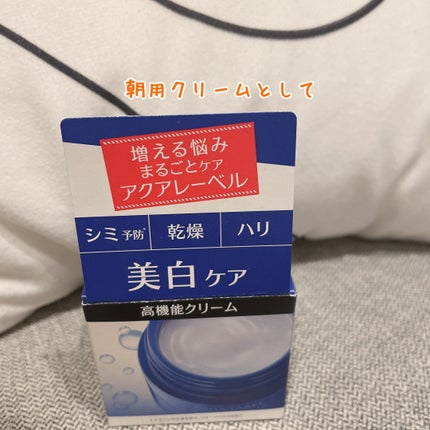 朝用クリームとして
増える悩み
まるごとケア
アクアレーベル
シミ予防* 乾燥 ハリ
美白ケア
高機能クリーム